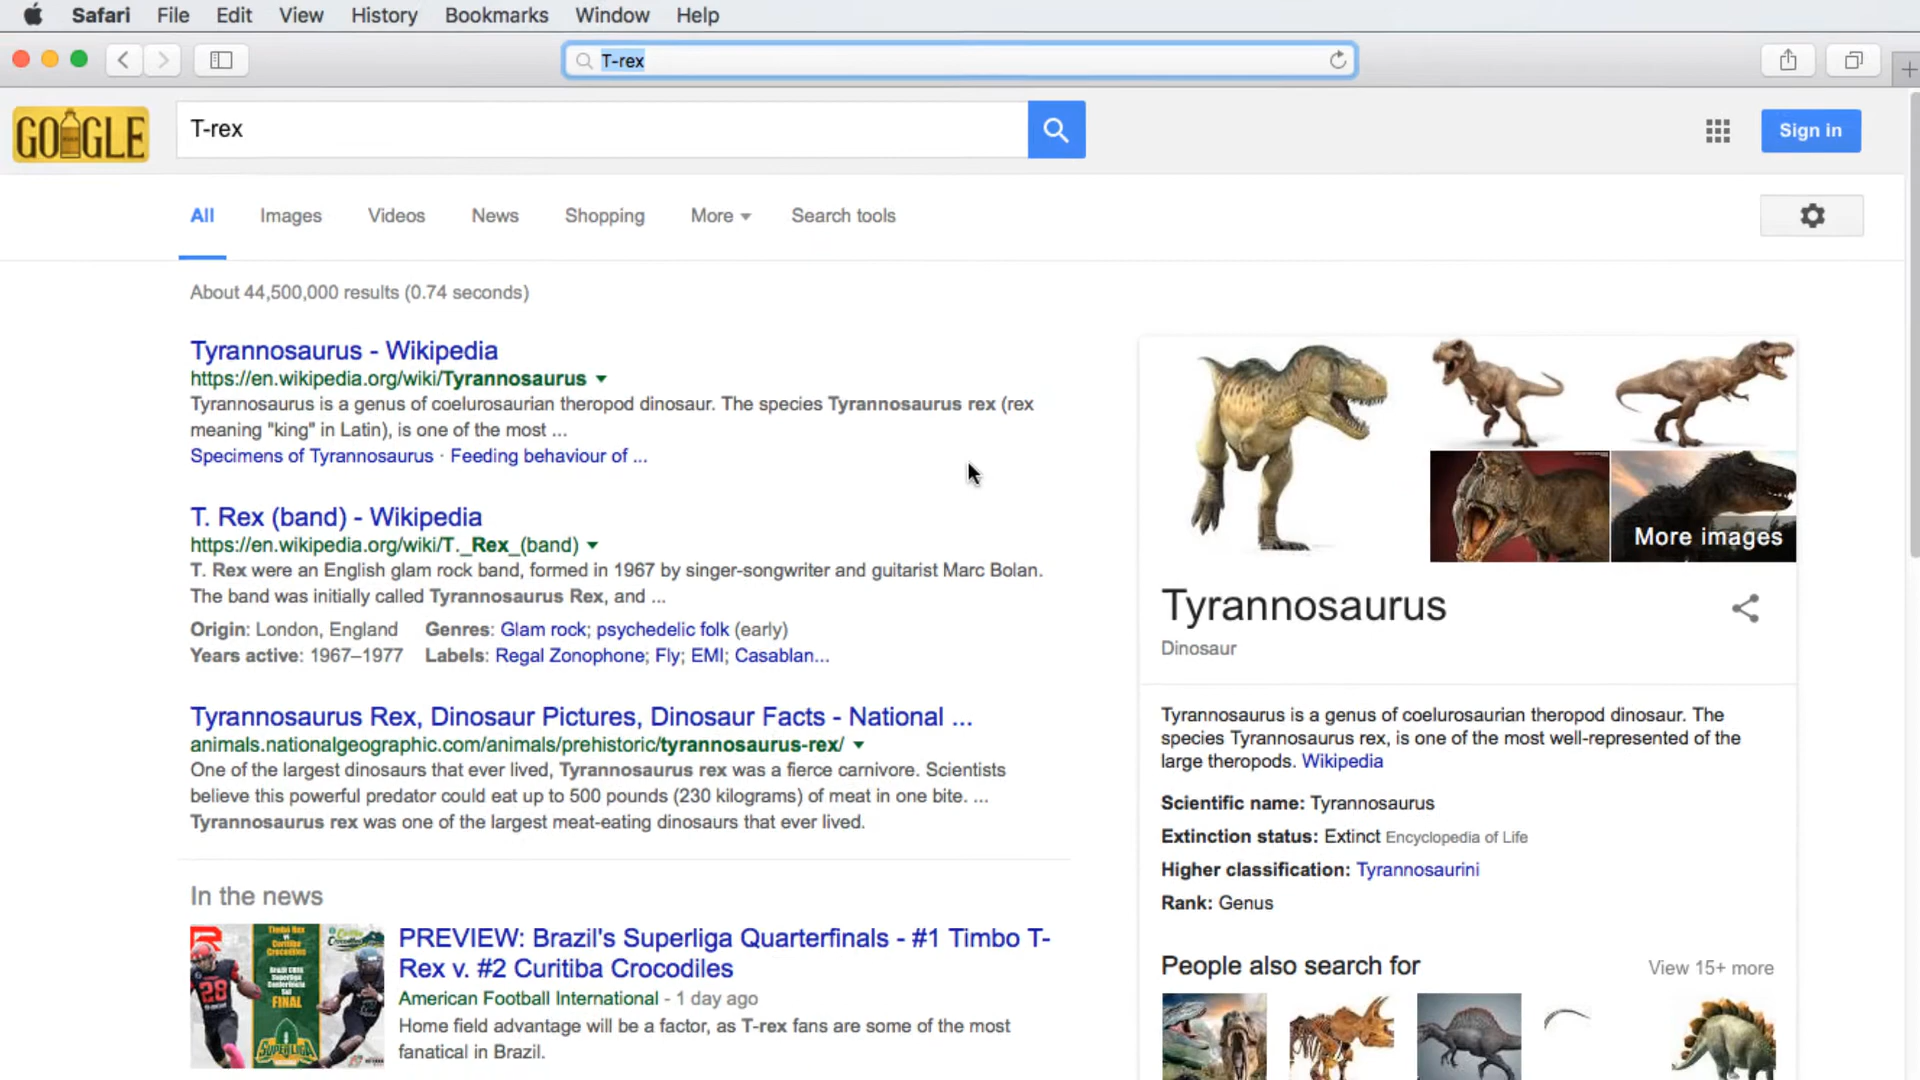 Safari File Edit View History Bookmarks Window Help
T-rex
GOOGLE
T-rex
Sign in
All Images Videos News Shopping More Search tools
About 44,500,000 results (0.74 seconds)
Tyrannosaurus - Wikipedia
https://en.wikipedia.org/wiki/Tyrannosaurus
Tyrannosaurus is a genus of coelurosaurian theropod dinosaur. The species Tyrannosaurus rex (rex
meaning "king" in Latin), is one of the most ...
Specimens of Tyrannosaurus · Feeding behaviour of ...
T. Rex (band) - Wikipedia
https://en.wikipedia.org/wiki/T._Rex_(band)
T. Rex were an English glam rock band, formed in 1967 by singer-songwriter and guitarist Marc Bolan.
The band was initially called Tyrannosaurus Rex, and ...
Origin: London, England Genres: Glam rock; psychedelic folk (early)
Years active: 1967–1977 Labels: Regal Zonophone; Fly; EMI; Casablan...
Tyrannosaurus Rex, Dinosaur Pictures, Dinosaur Facts - National ...
animals.nationalgeographic.com/animals/prehistoric/tyrannosaurus-rex/
One of the largest dinosaurs that ever lived, Tyrannosaurus rex was a fierce carnivore. Scientists
believe this powerful predator could eat up to 500 pounds (230 kilograms) of meat in one bite. ...
Tyrannosaurus rex was one of the largest meat-eating dinosaurs that ever lived.
In the news
PREVIEW: Brazil's Superliga Quarterfinals - #1 Timbo T-
Rex v. #2 Curitiba Crocodiles
American Football International - 1 day ago
Home field advantage will be a factor, as T-rex fans are some of the most
fanatical in Brazil.
28
FINAL
SUPERLIGA
More images
Tyrannosaurus
Dinosaur
Tyrannosaurus is a genus of coelurosaurian theropod dinosaur. The
species Tyrannosaurus rex, is one of the most well-represented of the
large theropods. Wikipedia
Scientific name: Tyrannosaurus
Extinction status: Extinct Encyclopedia of Life
Higher classification: Tyrannosaurini
Rank: Genus
People also search for
View 15+ more